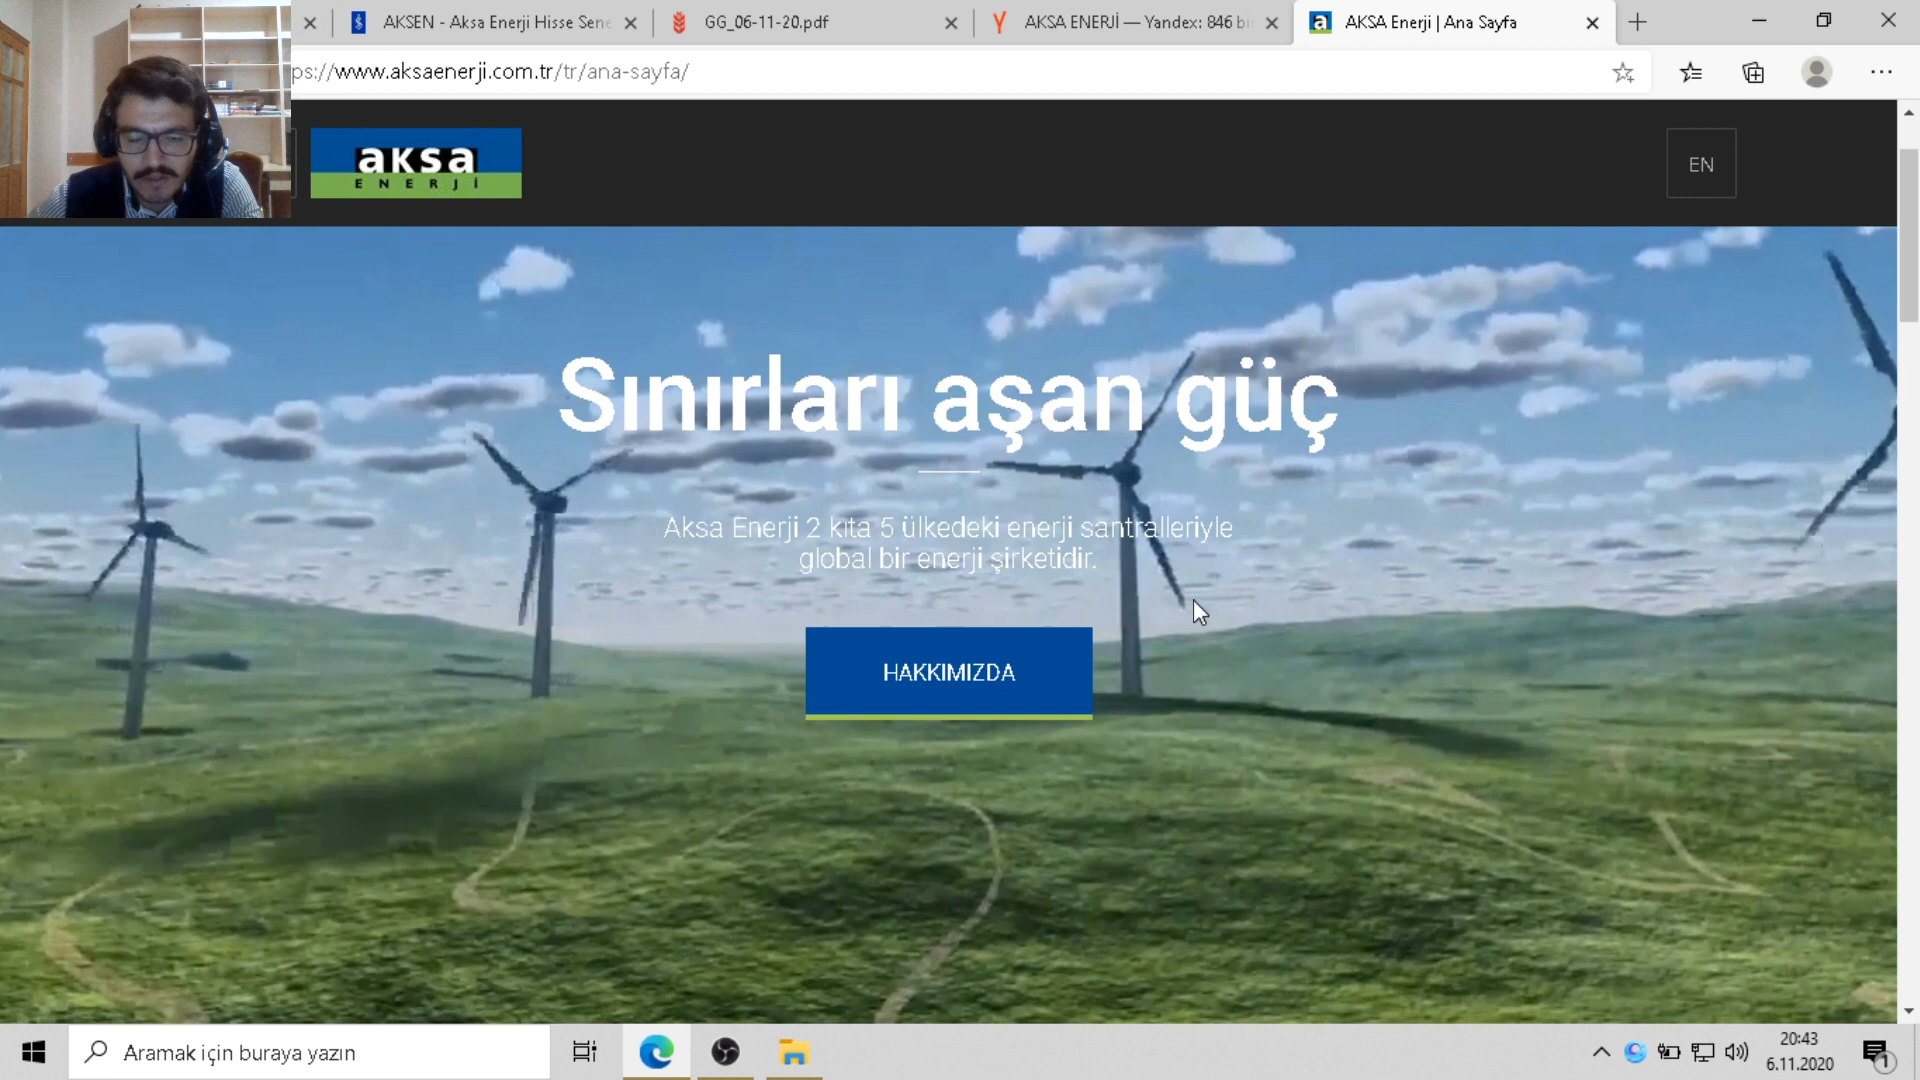 AKSEN - Aksa Enerji Hisse Sene
GG_06-11-20.pdf
AKSA ENERJİ — Yandex: 846 bi
AKSA Enerji | Ana Sayfa
ps://www.aksaenerji.com.tr/tr/ana-sayfa/
aksa
ENERJİ
EN
Sınırları aşan güç
Aksa Enerji 2 kıta 5 ülkedeki enerji santralleriyle
global bir enerji şirketidir.
HAKKIMIZDA
Aramak için buraya yazın
20:43
6.11.2020
1